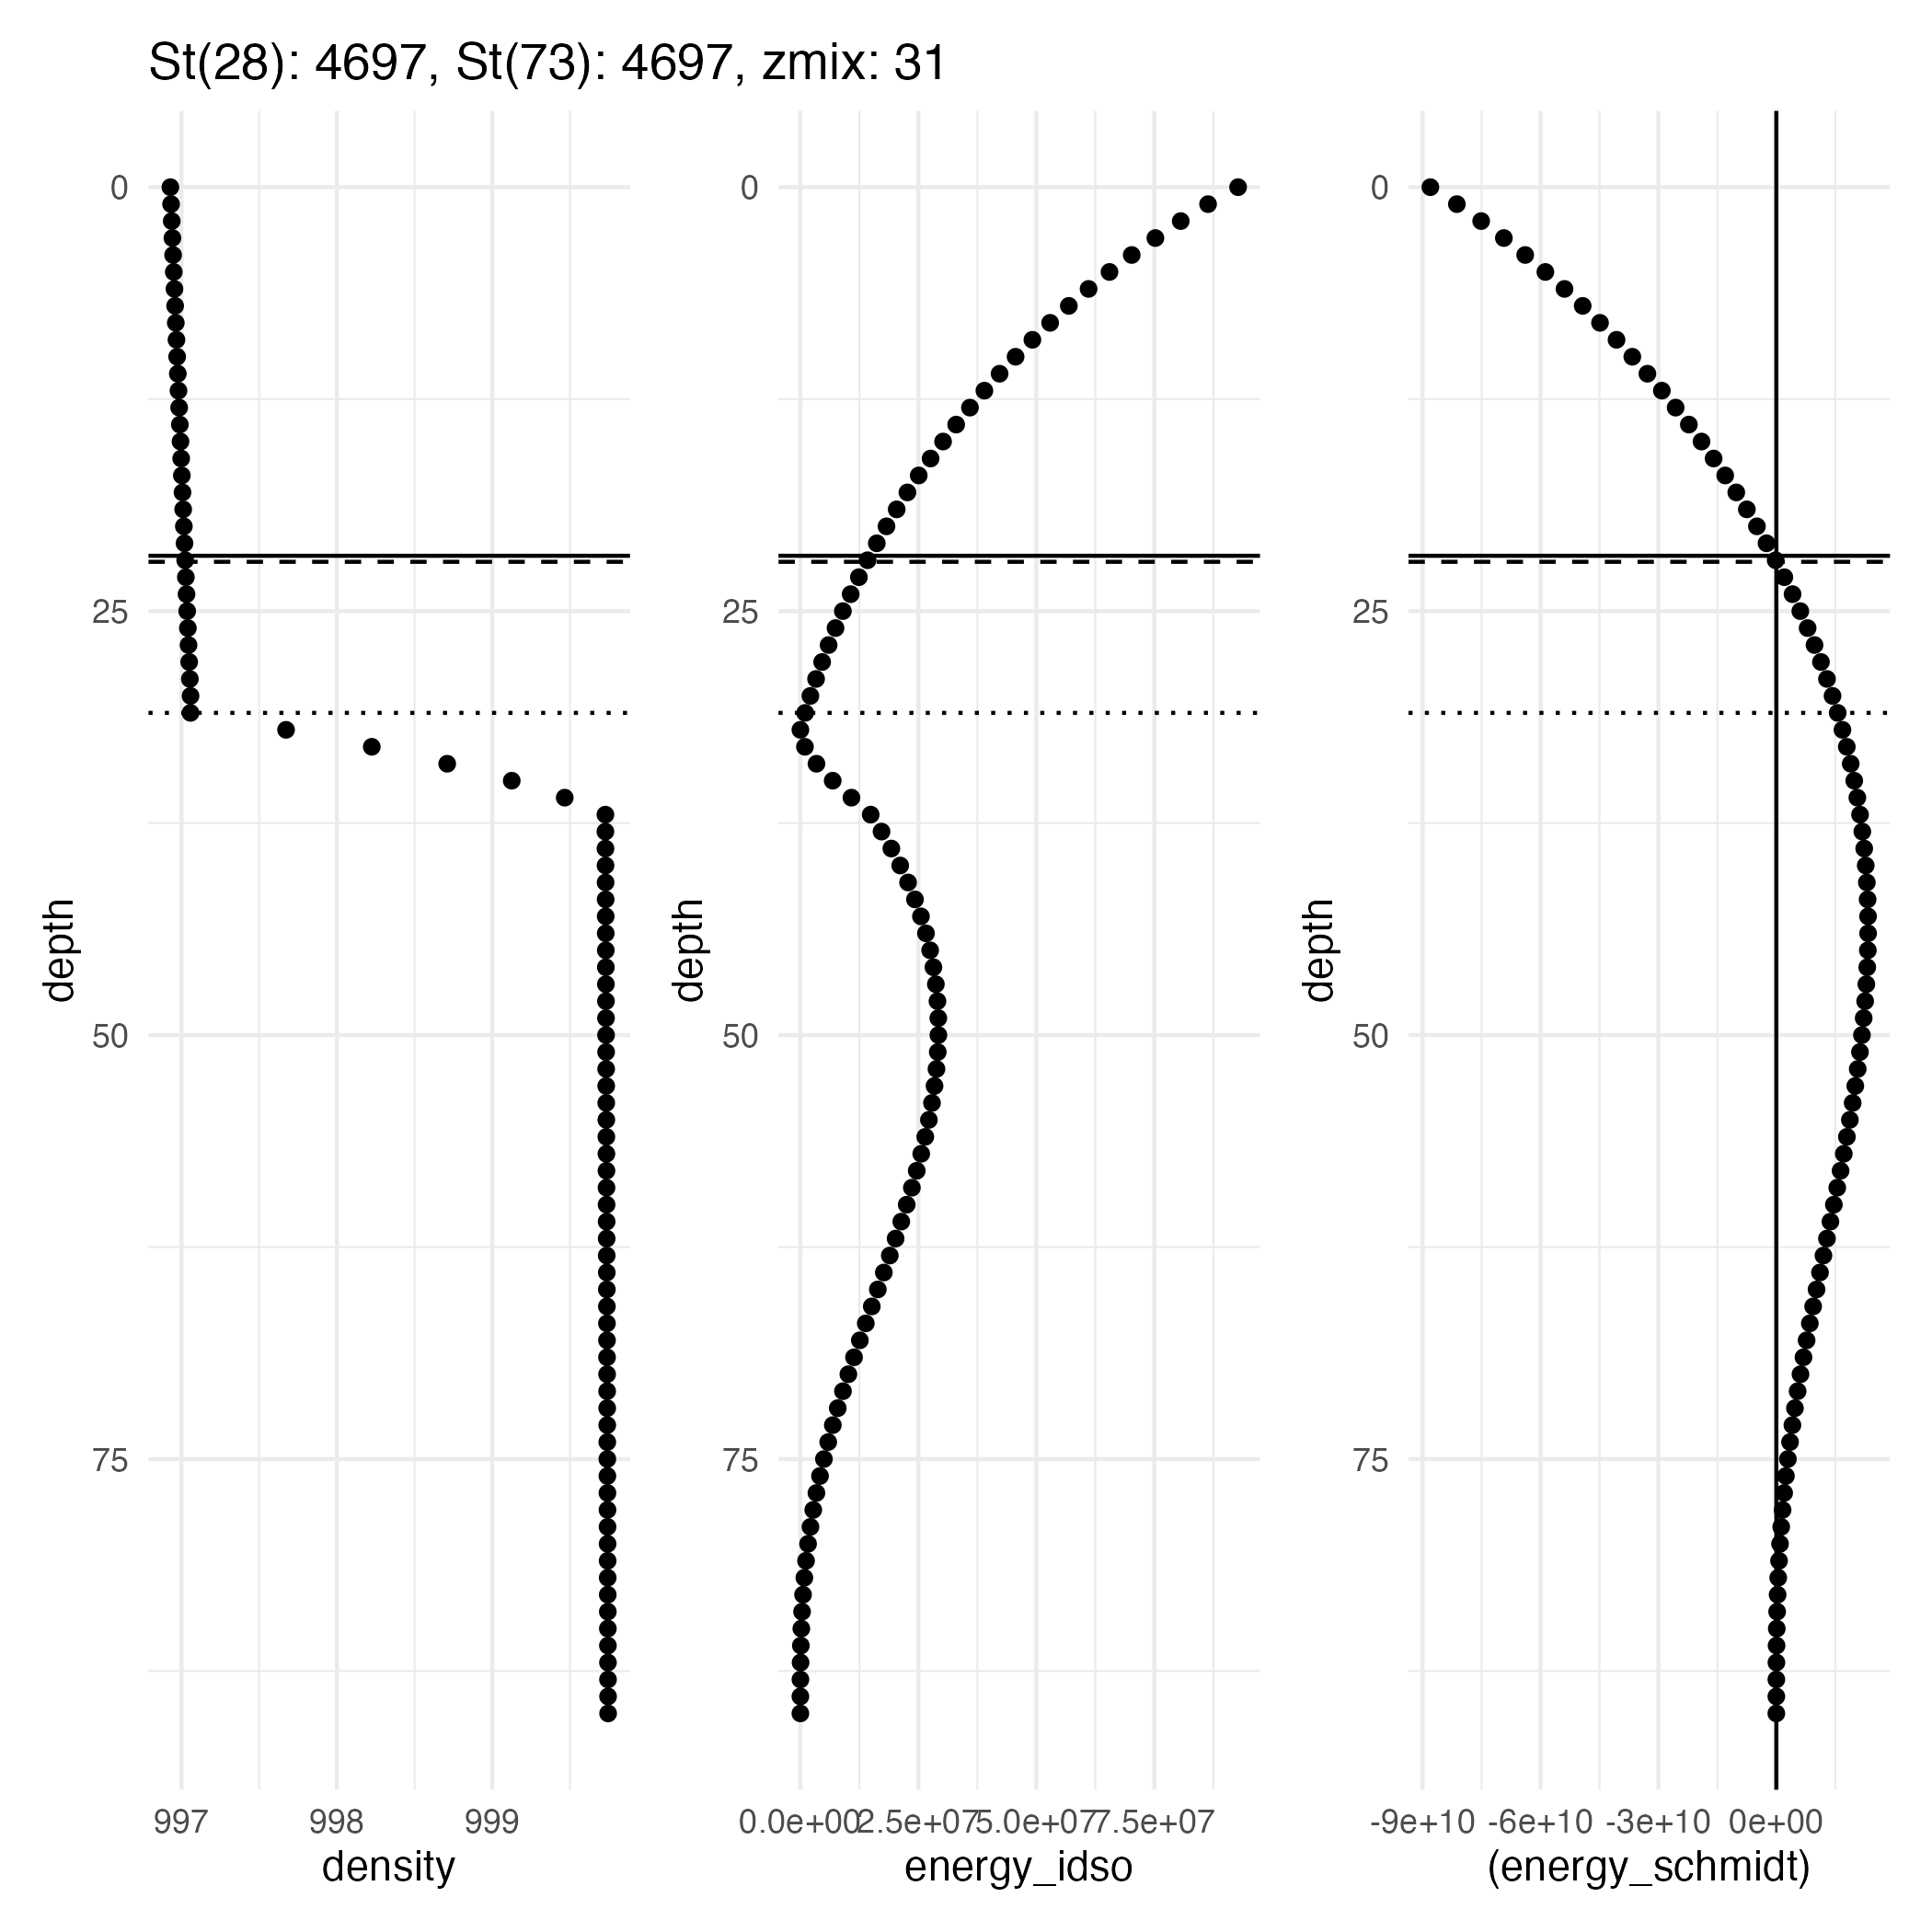 St(28): 4697, St(73): 4697, zmix: 31
depth
0
25
50
75
997 998 999
density
depth
0
25
50
75
0.0e+00 2.5e+07 5.0e+07 7.5e+07
energy_idso
depth
0
25
50
75
-9e+10 -6e+10 -3e+10 0e+00
(energy_schmidt)